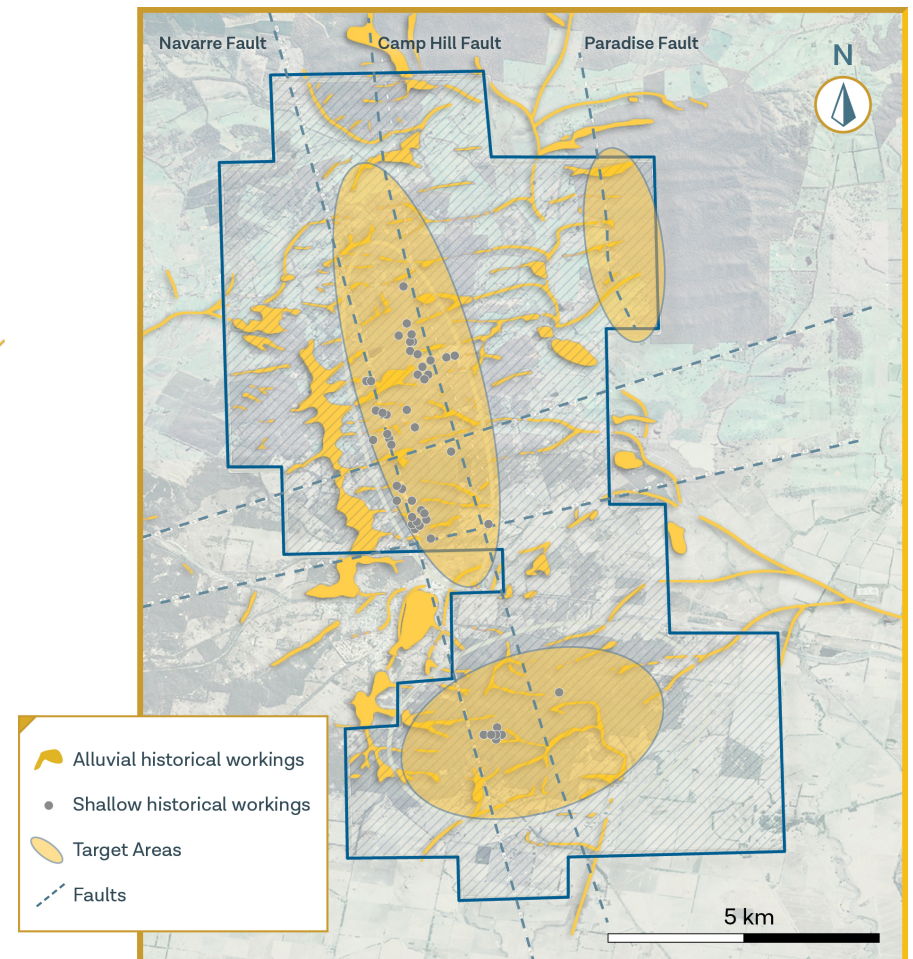 Navarre Fault
Camp Hill Fault
Paradise Fault
N
Alluvial historical workings
Shallow historical workings
Target Areas
Faults
5 km